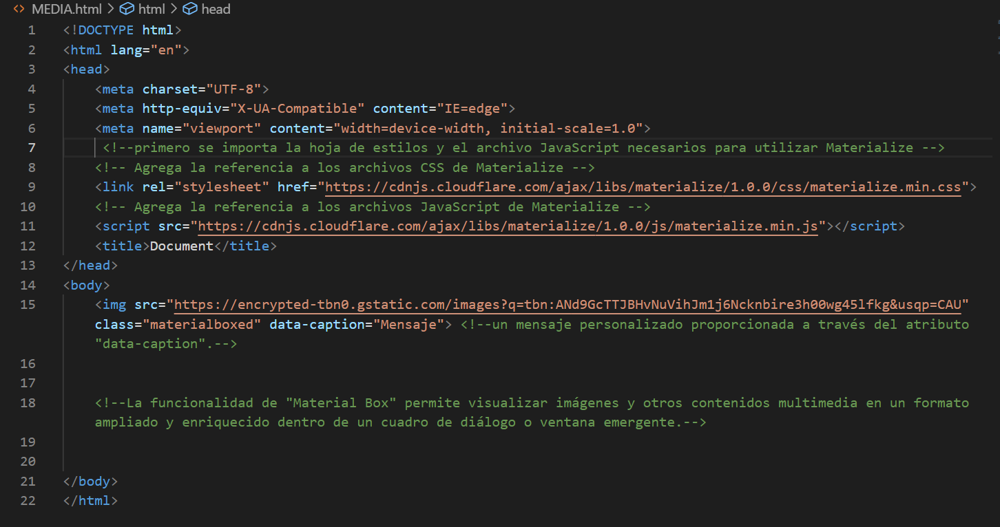 MEDIA.html > html > head
1 <!DOCTYPE html>
2 <html lang="en">
3 <head>
4 <meta charset="UTF-8">
5 <meta http-equiv="X-UA-Compatible" content="IE=edge">
6 <meta name="viewport" content="width=device-width, initial-scale=1.0">
7 <!--primero se importa la hoja de estilos y el archivo JavaScript necesarios para utilizar Materialize -->
8 <!-- Agrega la referencia a los archivos CSS de Materialize -->
9 <link rel="stylesheet" href="https://cdnjs.cloudflare.com/ajax/libs/materialize/1.0.0/css/materialize.min.css">
10 <!-- Agrega la referencia a los archivos JavaScript de Materialize -->
11 <script src="https://cdnjs.cloudflare.com/ajax/libs/materialize/1.0.0/js/materialize.min.js"></script>
12 <title>Document</title>
13 </head>
14 <body>
15 <img src="https://encrypted-tbn0.gstatic.com/images?q=tbn:ANd9GcTTJBHvNuVihJm1j6Ncknbire3h00wg45lfkg&usqp=CAU"
class="materialboxed" data-caption="Mensaje"> <!--un mensaje personalizado proporcionada a través del atributo
"data-caption".-->
16
17
18 <!--La funcionalidad de "Material Box" permite visualizar imágenes y otros contenidos multimedia en un formato
ampliado y enriquecido dentro de un cuadro de diálogo o ventana emergente.-->
19
20
21 </body>
22 </html>